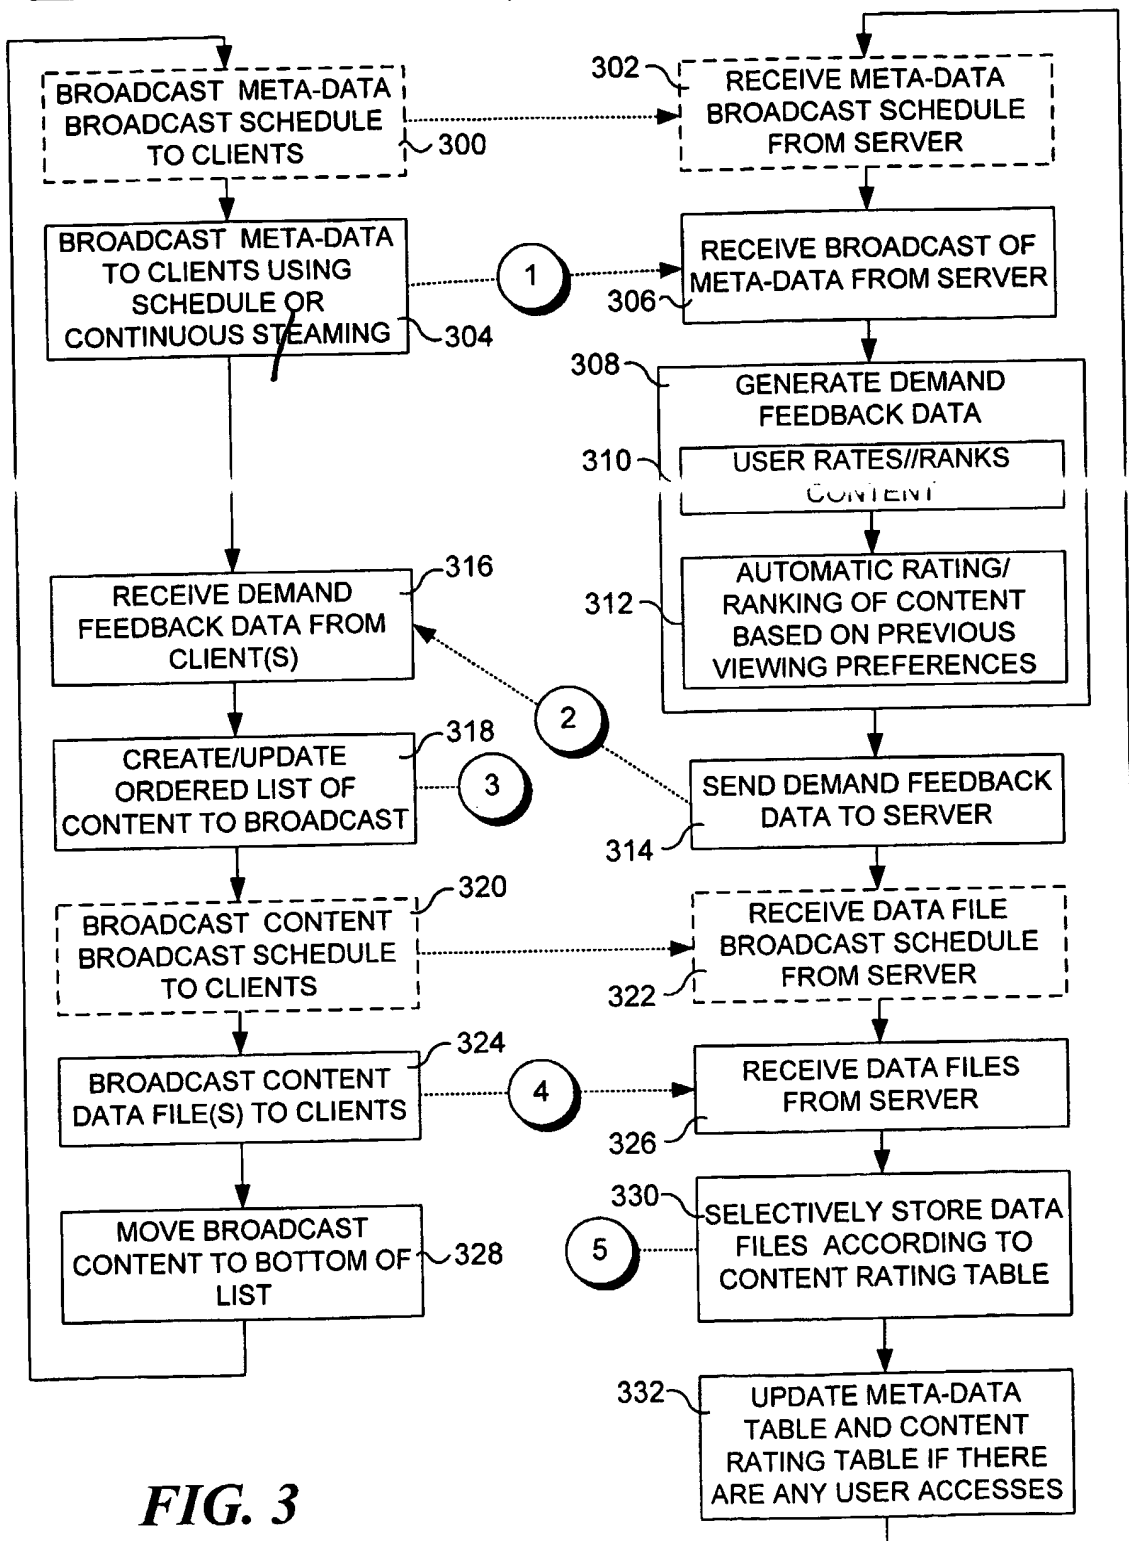 BROADCAST META-DATA
BROADCAST SCHEDULE
TO CLIENTS
300
302
RECEIVE META-DATA
BROADCAST SCHEDULE
FROM SERVER
BROADCAST META-DATA
TO CLIENTS USING
SCHEDULE OR
CONTINUOUS STEAMING
304
1
RECEIVE BROADCAST OF
META-DATA FROM SERVER
306
308
GENERATE DEMAND
FEEDBACK DATA
310
USER RATES//RANKS
CONTENT
312
AUTOMATIC RATING/
RANKING OF CONTENT
BASED ON PREVIOUS
VIEWING PREFERENCES
316
RECEIVE DEMAND
FEEDBACK DATA FROM
CLIENT(S)
2
318
CREATE/UPDATE
ORDERED LIST OF
CONTENT TO BROADCAST
3
SEND DEMAND FEEDBACK
DATA TO SERVER
314
320
BROADCAST CONTENT
BROADCAST SCHEDULE
TO CLIENTS
RECEIVE DATA FILE
BROADCAST SCHEDULE
FROM SERVER
322
324
BROADCAST CONTENT
DATA FILE(S) TO CLIENTS
4
RECEIVE DATA FILES
FROM SERVER
326
MOVE BROADCAST
CONTENT TO BOTTOM OF
LIST
328
330
SELECTIVELY STORE DATA
FILES ACCORDING TO
CONTENT RATING TABLE
5
332
UPDATE META-DATA
TABLE AND CONTENT
RATING TABLE IF THERE
ARE ANY USER ACCESSES
FIG. 3